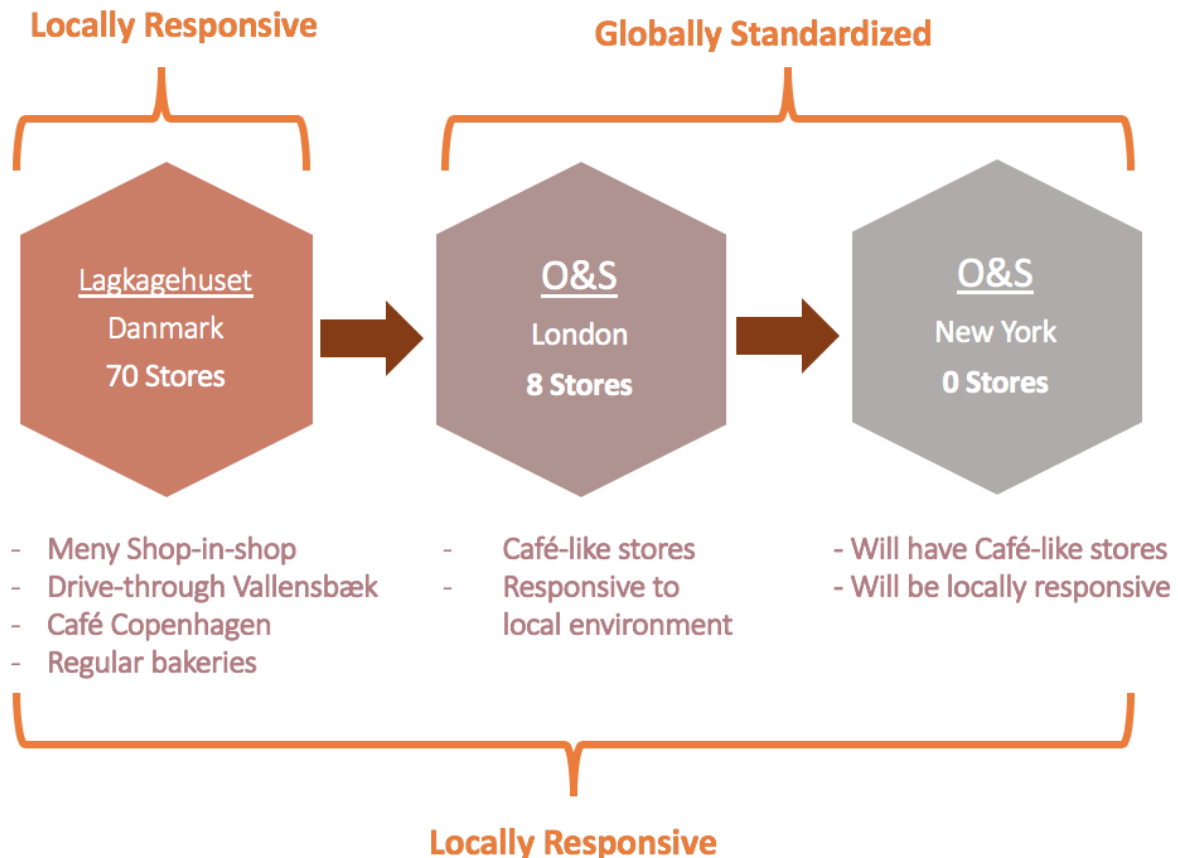 Locally Responsive
Globally Standardized
Lagkagehuset
Danmark
70 Stores
O&S
London
8 Stores
O&S
New York
0 Stores
- Meny Shop-in-shop
- Drive-through Vallensbæk
- Café Copenhagen
- Regular bakeries
- Café-like stores
- Responsive to
local environment
- Will have Café-like stores
- Will be locally responsive
Locally Responsive